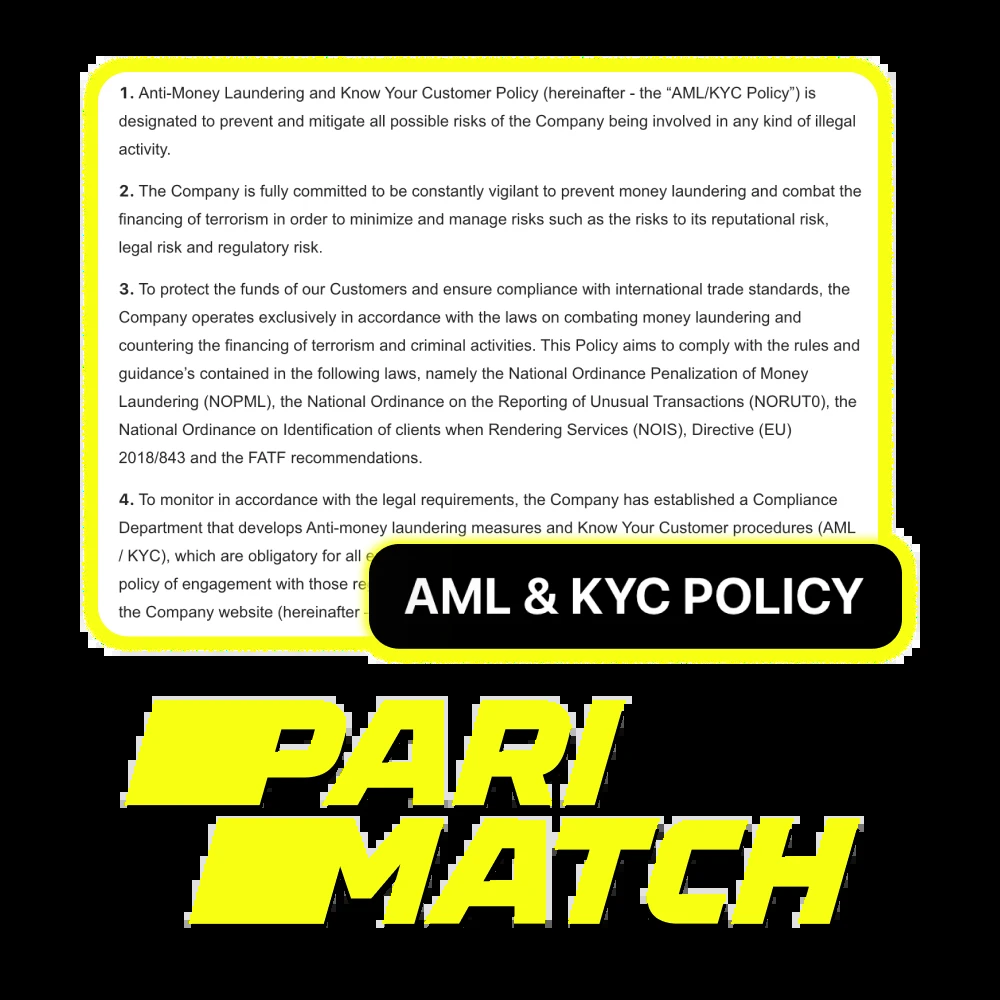 1. Anti-Money Laundering and Know Your Customer Policy (hereinafter - the “AML/KYC Policy”) is
designated to prevent and mitigate all possible risks of the Company being involved in any kind of illegal
activity.
2. The Company is fully committed to be constantly vigilant to prevent money laundering and combat the
financing of terrorism in order to minimize and manage risks such as the risks to its reputational risk,
legal risk and regulatory risk.
3. To protect the funds of our Customers and ensure compliance with international trade standards, the
Company operates exclusively in accordance with the laws on combating money laundering and
countering the financing of terrorism and criminal activities. This Policy aims to comply with the rules and
guidance’s contained in the following laws, namely the National Ordinance Penalization of Money
Laundering (NOPML), the National Ordinance on the Reporting of Unusual Transactions (NORUT0), the
National Ordinance on Identification of clients when Rendering Services (NOIS), Directive (EU)
2018/843 and the FATF recommendations.
4. To monitor in accordance with the legal requirements, the Company has established a Compliance
Department that develops Anti-money laundering measures and Know Your Customer procedures (AML
/ KYC), which are obligatory for all
policy of engagement with those
the Company website (hereinafter -
AML & KYC POLICY
PARI
MATCH